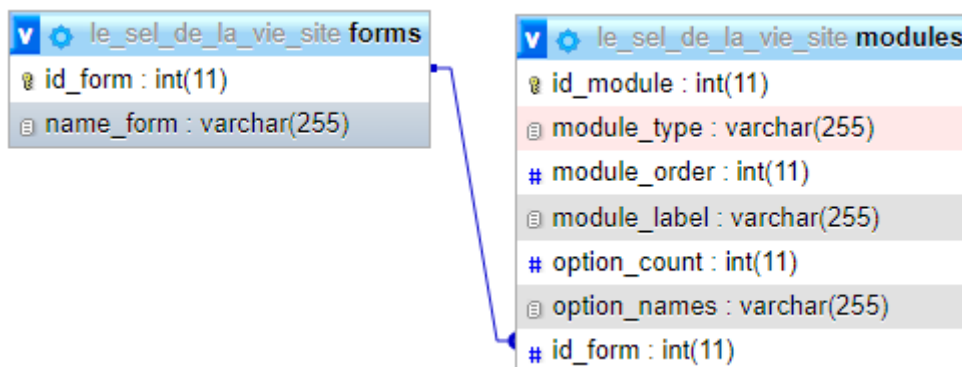 v le_sel_de_la_vie_site forms
id_form : int(11)
name_form : varchar(255)
v le_sel_de_la_vie_site modules
id_module : int(11)
module_type : varchar(255)
# module_order : int(11)
module_label : varchar(255)
# option_count : int(11)
option_names : varchar(255)
# id_form : int(11)